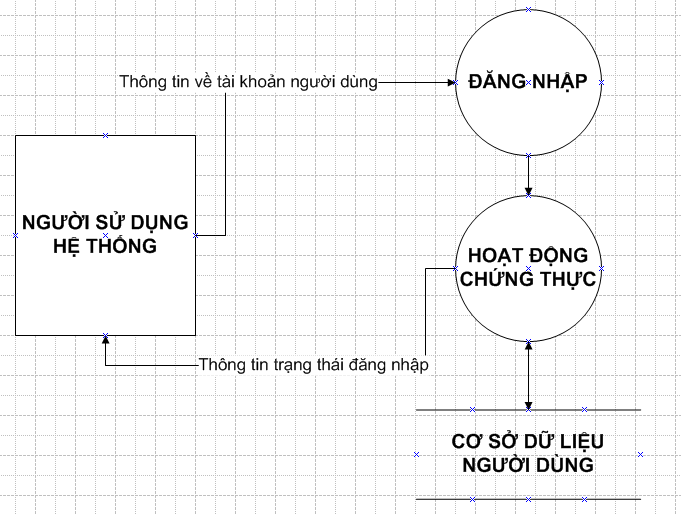 Thông tin về tài khoản người dùng
ĐĂNG NHẬP
NGƯỜI SỬ DỤNG
HỆ THỐNG
HOẠT ĐỘNG
CHỨNG THỰC
Thông tin trạng thái đăng nhập
CƠ SỞ DỮ LIỆU
NGƯỜI DÙNG